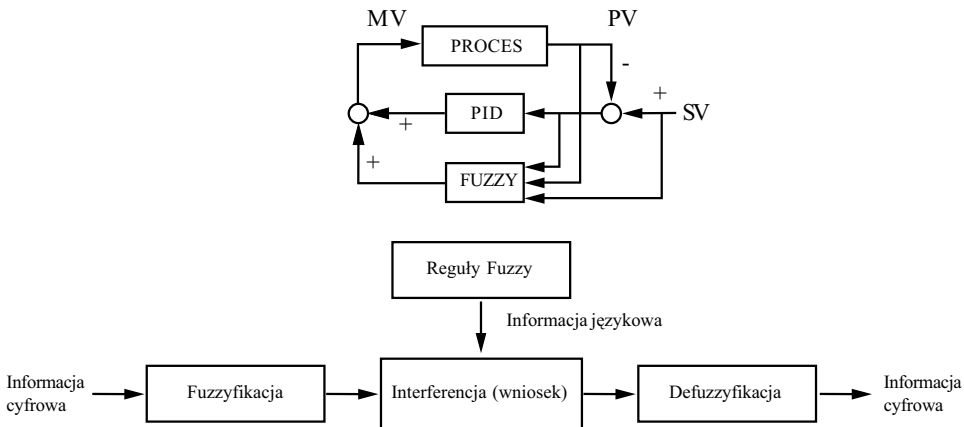 MV
PV
PROCES
-
+
PID
SV
+
+
FUZZY
Reguły Fuzzy
Informacja językowa
Informacja
cyfrowa
Fuzzyfikacja
Interferencja (wniosek)
Defuzzyfikacja
Informacja
cyfrowa